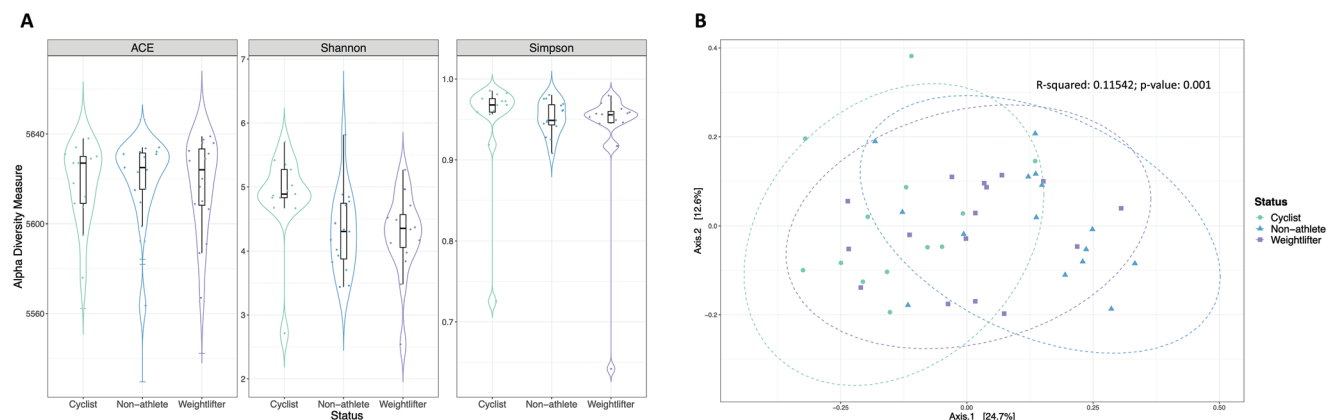 A
B
ACE
Shannon
Simpson
Alpha Diversity Measure
5640
5600
5560
7
6
5
4
3
2
1.0
0.9
0.8
0.7
Cyclist Non-athlete Weightlifter
Cyclist Non-athlete Weightlifter
Cyclist Non-athlete Weightlifter
Status
R-squared: 0.11542; p-value: 0.001
Axis.2 [12.6%]
0.4
0.2
0.0
-0.2
-0.25 0.00 0.25 0.50
Axis.1 [24.7%]
Status
Cyclist
Non-athlete
Weightlifter